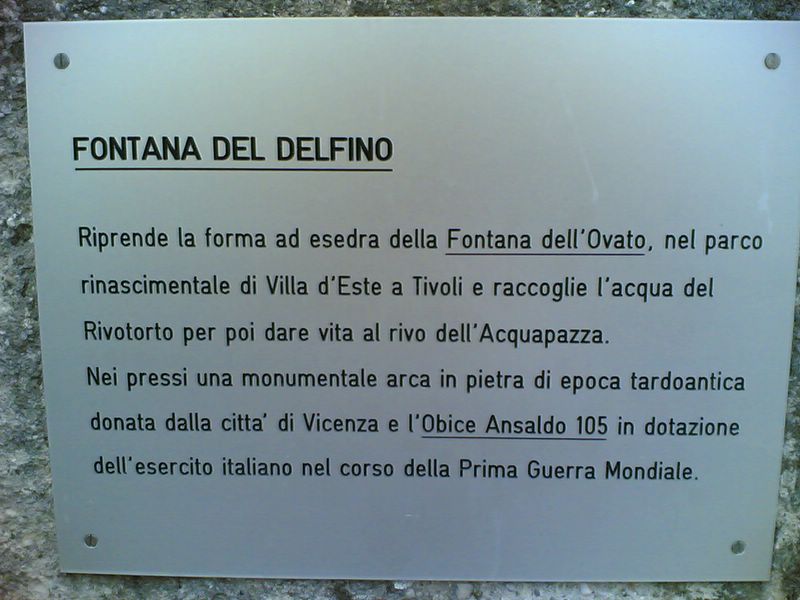 FONTANA DEL DELFINO
Riprende la forma ad esedra della Fontana dell'Ovato, nel parco
rinascimentale di Villa d'Este a Tivoli e raccoglie l'acqua del
Rivotorto per poi dare vita al rivo dell'Acquapazza.
Nei pressi una monumentale arca in pietra di epoca tardoantica
donata dalla citta' di Vicenza e l'Obice Ansaldo 105 in dotazione
dell'esercito italiano nel corso della Prima Guerra Mondiale.